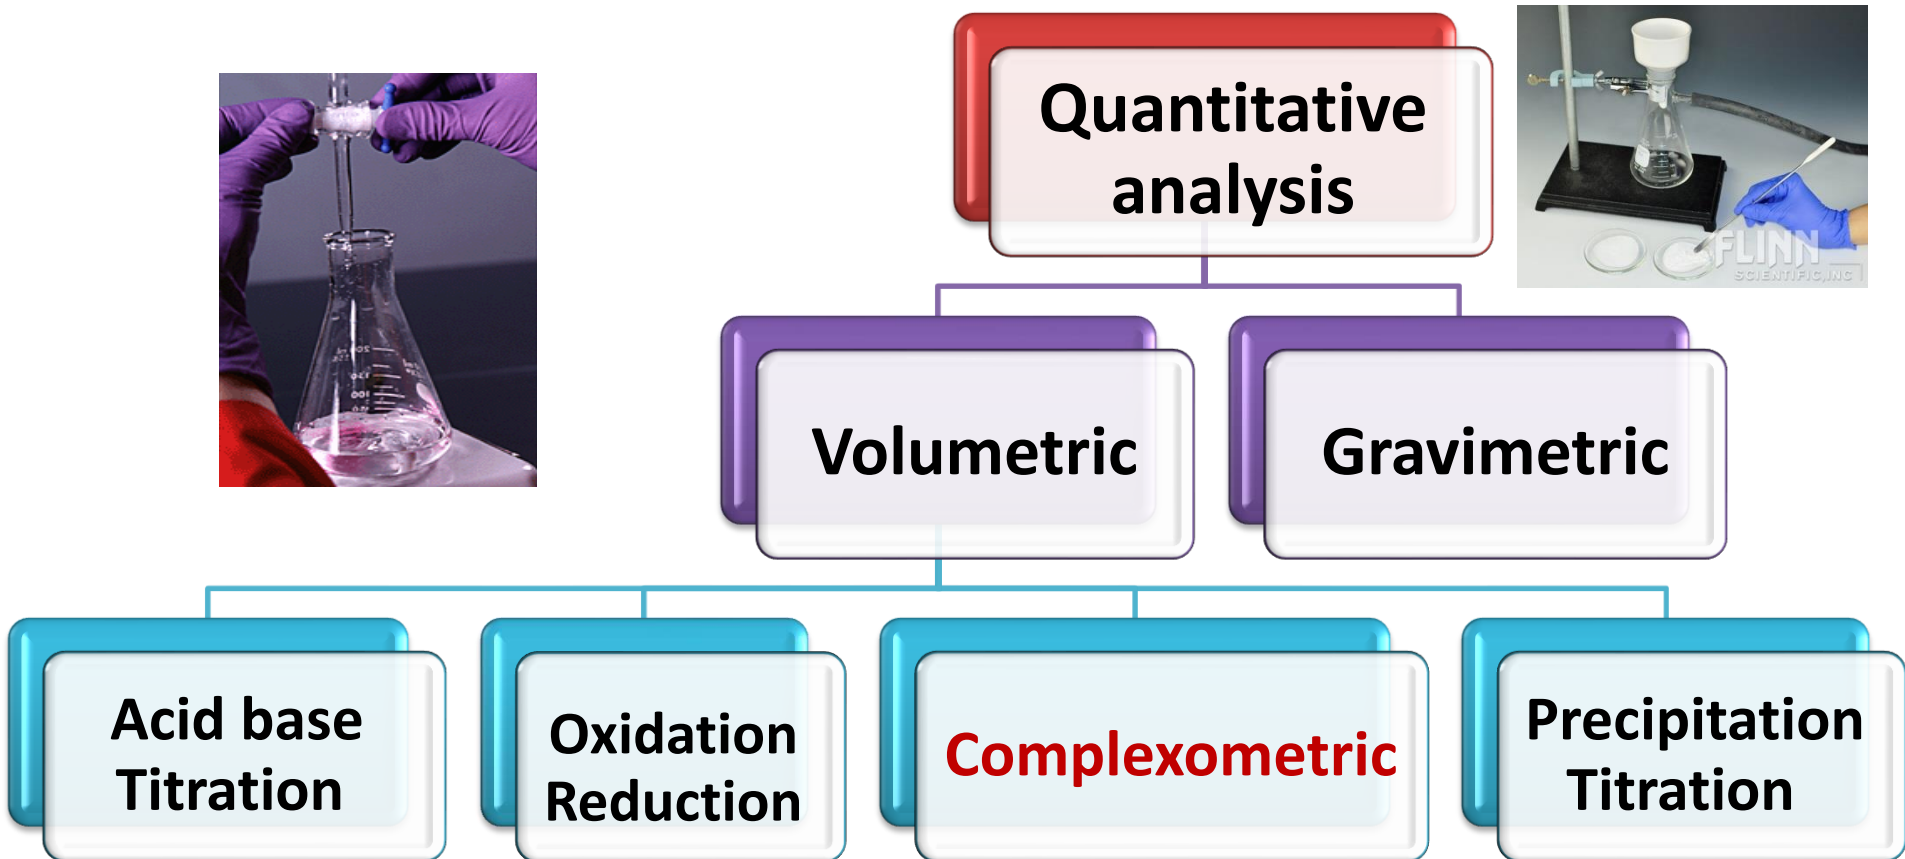 Quantitative
analysis
FLINN
SCIENTIFIC,INC
Volumetric
Gravimetric
Acid base
Titration
Oxidation
Reduction
Complexometric
Precipitation
Titration